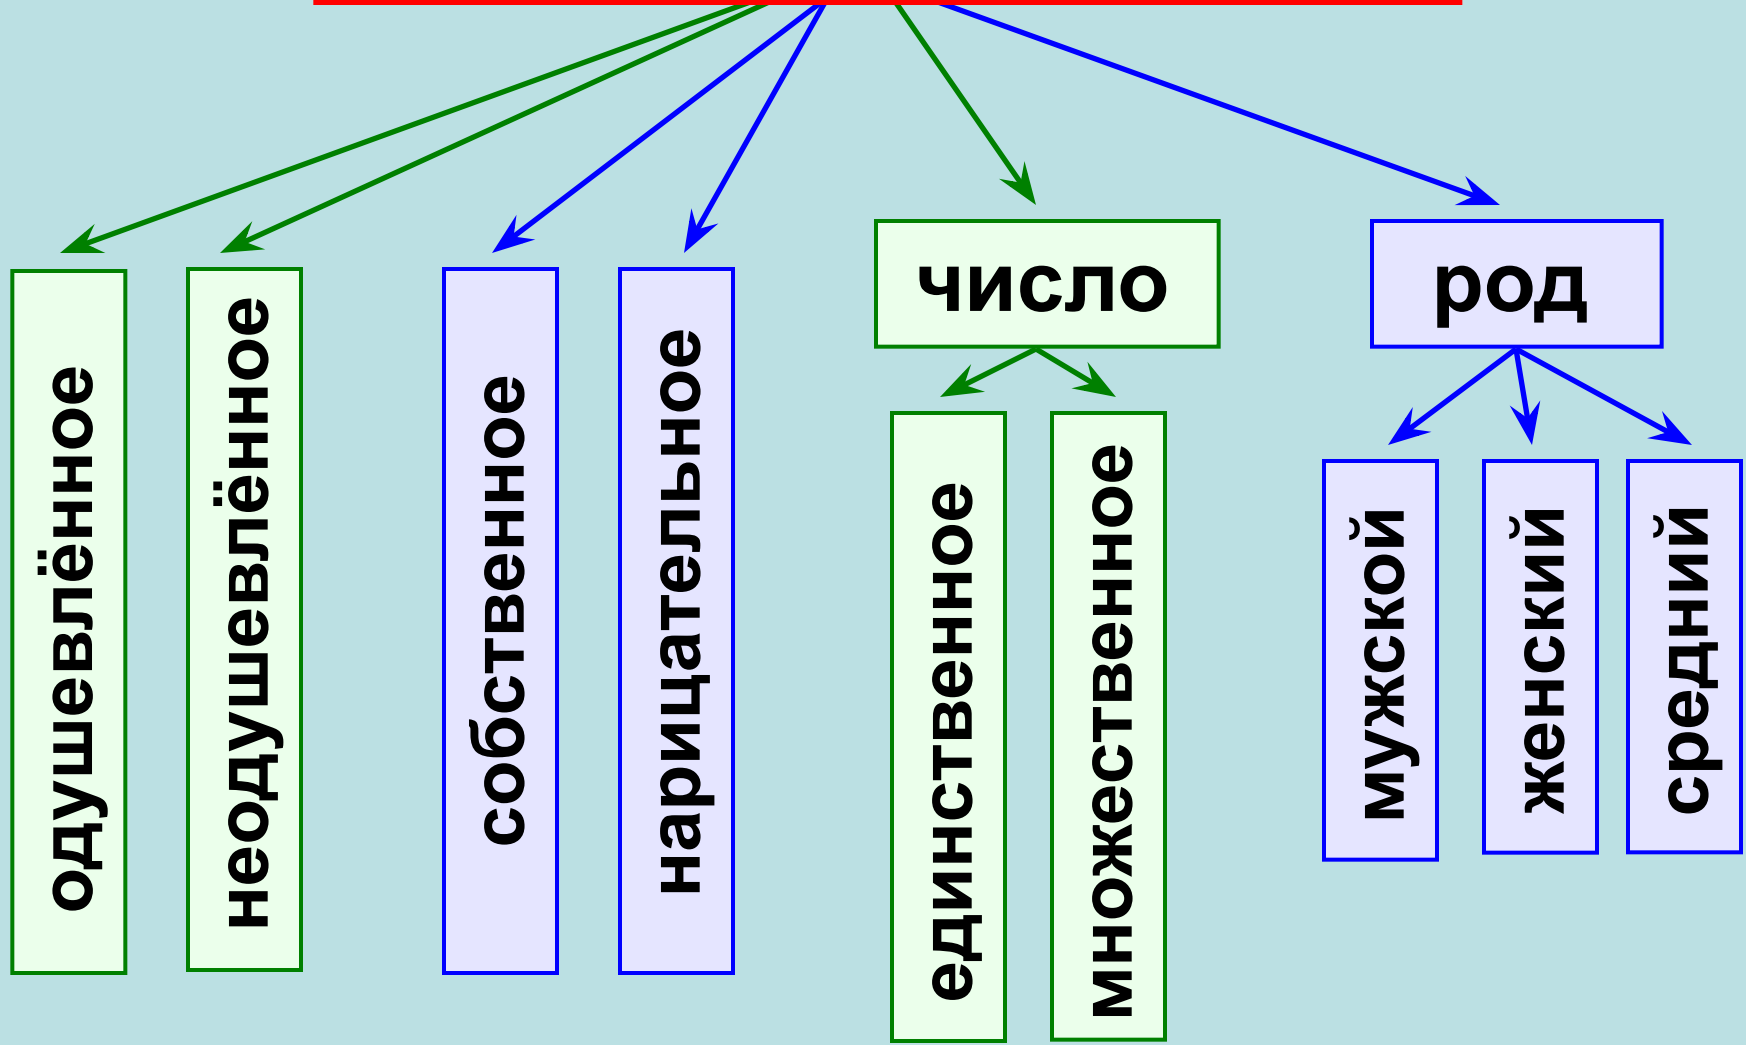 одушевлённое
неодушевлённое
собственное
нарицательное
число
единственное
множественное
род
мужской
женский
средний